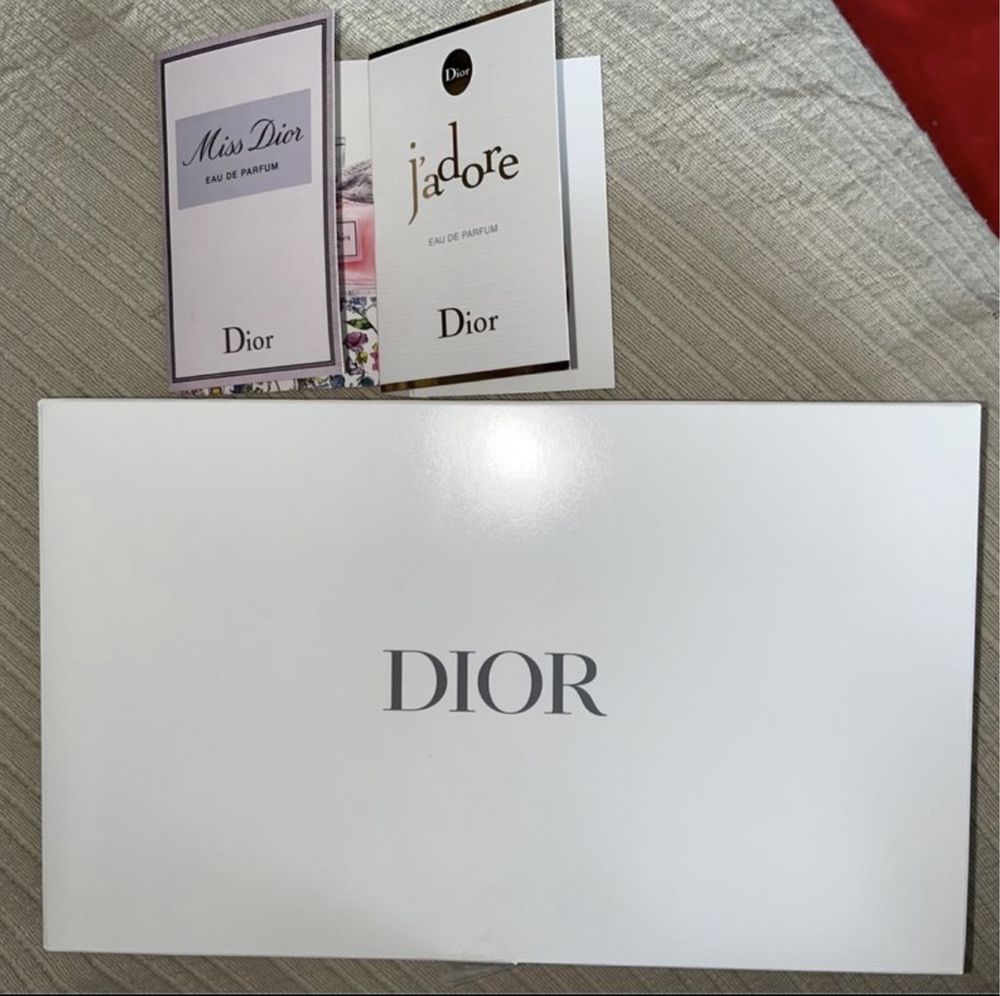 Miss Dior
EAU DE PARFUM
Dior
Dior
j'adore
EAU DE PARFUM
Dior
DIOR